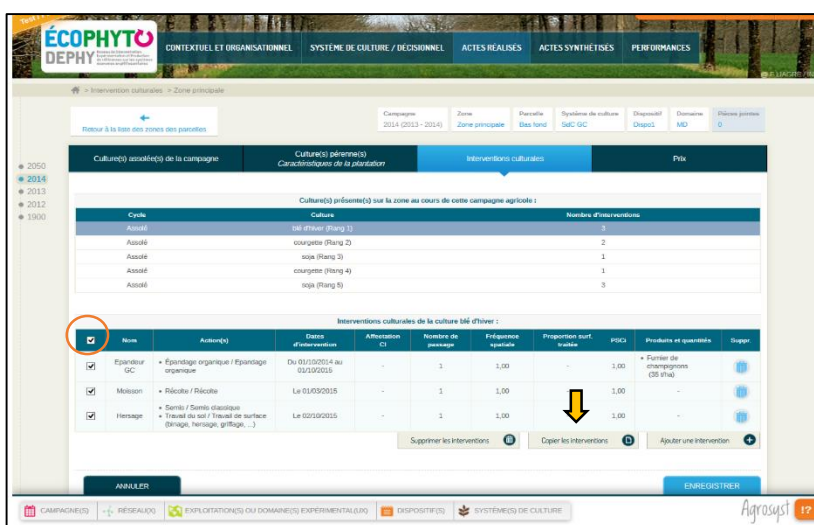 ÉCOPHYTO
DEPHY
CONTEXTUEL ET ORGANISATIONNEL
SYSTÈME DE CULTURE / DÉCISIONNEL
ACTES RÉALISÉS
ACTES SYNTHÉTISÉS
PERFORMANCES
> Intervention culturales > Zone principale
Retour à la liste des zones des parcelles
Campagne Zone Parcelle Système de culture Dispositif Domaine Pièces jointes
2014 (2013 - 2014) Zone principale Bas fond SdC GC Dispo1 MD 0
2050
2014
2013
2012
1900
Culture(s) assolée(s) de la campagne
Culture(s) pérenne(s)
Caractéristiques de la plantation
Interventions culturales
Prix
Culture(s) présente(s) sur la zone au cours de cette campagne agricole :
Cycle Culture Nombre d'interventions
Assolé blé d'hiver (Rang 1) 3
Assolé courgette (Rang 2) 2
Assolé soja (Rang 3) 1
Assolé courgette (Rang 4) 1
Assolé soja (Rang 5) 3
Interventions culturales de la culture blé d'hiver :
Nom Action(s) Dates d'intervention Affectation CI Nombre de passage Fréquence spatiale Proportion surf. traitée PSCi Produits et quantités Suppr.
Epandeur GC • Épandage organique / Epandage organique Du 01/10/2014 au 01/10/2015 - 1 1,00 - 1,00 • Fumier de champignons (35 t/ha)
Moisson • Récolte / Récolte Le 01/03/2015 - 1 1,00 1,00 -
Hersage • Semis / Semis classique • Travail du sol / Travail de surface (binage, hersage, griffage, ...) Le 02/10/2015 - 1 1,00 1,00 -
Supprimer les interventions
Copier les interventions
Ajouter une intervention
ANNULER
ENREGISTRER
CAMPAGNE(S)
RÉSEAU(X)
EXPLOITATION(S) OU DOMAINE(S) EXPÉRIMENTAL(UX)
DISPOSITIF(S)
SYSTÈME(S) DE CULTURE
Agrosyst !?